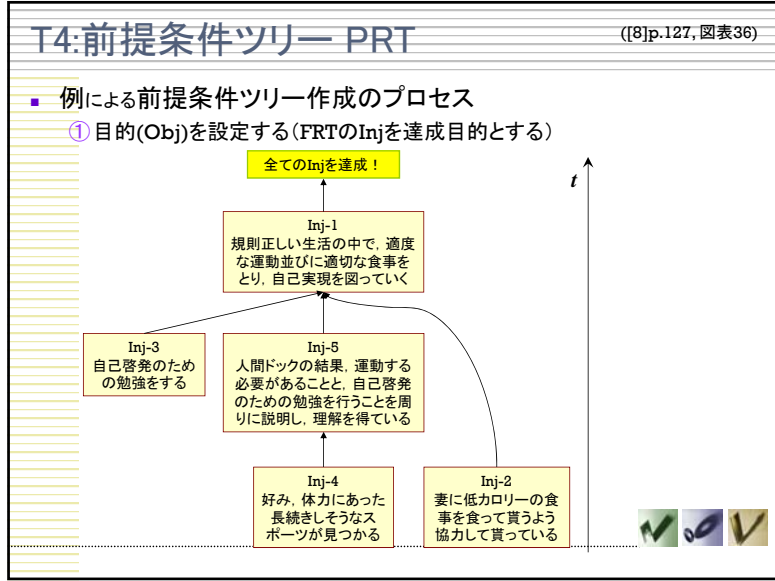 T4:前提条件ツリー PRT
([8]p.127,図表36)
例による前提条件ツリー作成のプロセス
①目的(Obj)を設定する(FRTのInjを達成目的とする)
全てのInjを達成！
t
Inj-1
規則正しい生活の中で，適度
な運動並びに適切な食事を
とり，自己実現を図っていく
Inj-3
自己啓発のため
の勉強をする
Inj-5
人間ドックの結果，運動する
必要があることと，自己啓発
のための勉強を行うことを周
りに説明し，理解を得ている
Inj-4
好み，体力にあった
長続きしそうなス
ポーツが見つかる
Inj-2
妻に低カロリーの食
事を食って貰うよう
協力して貰っている